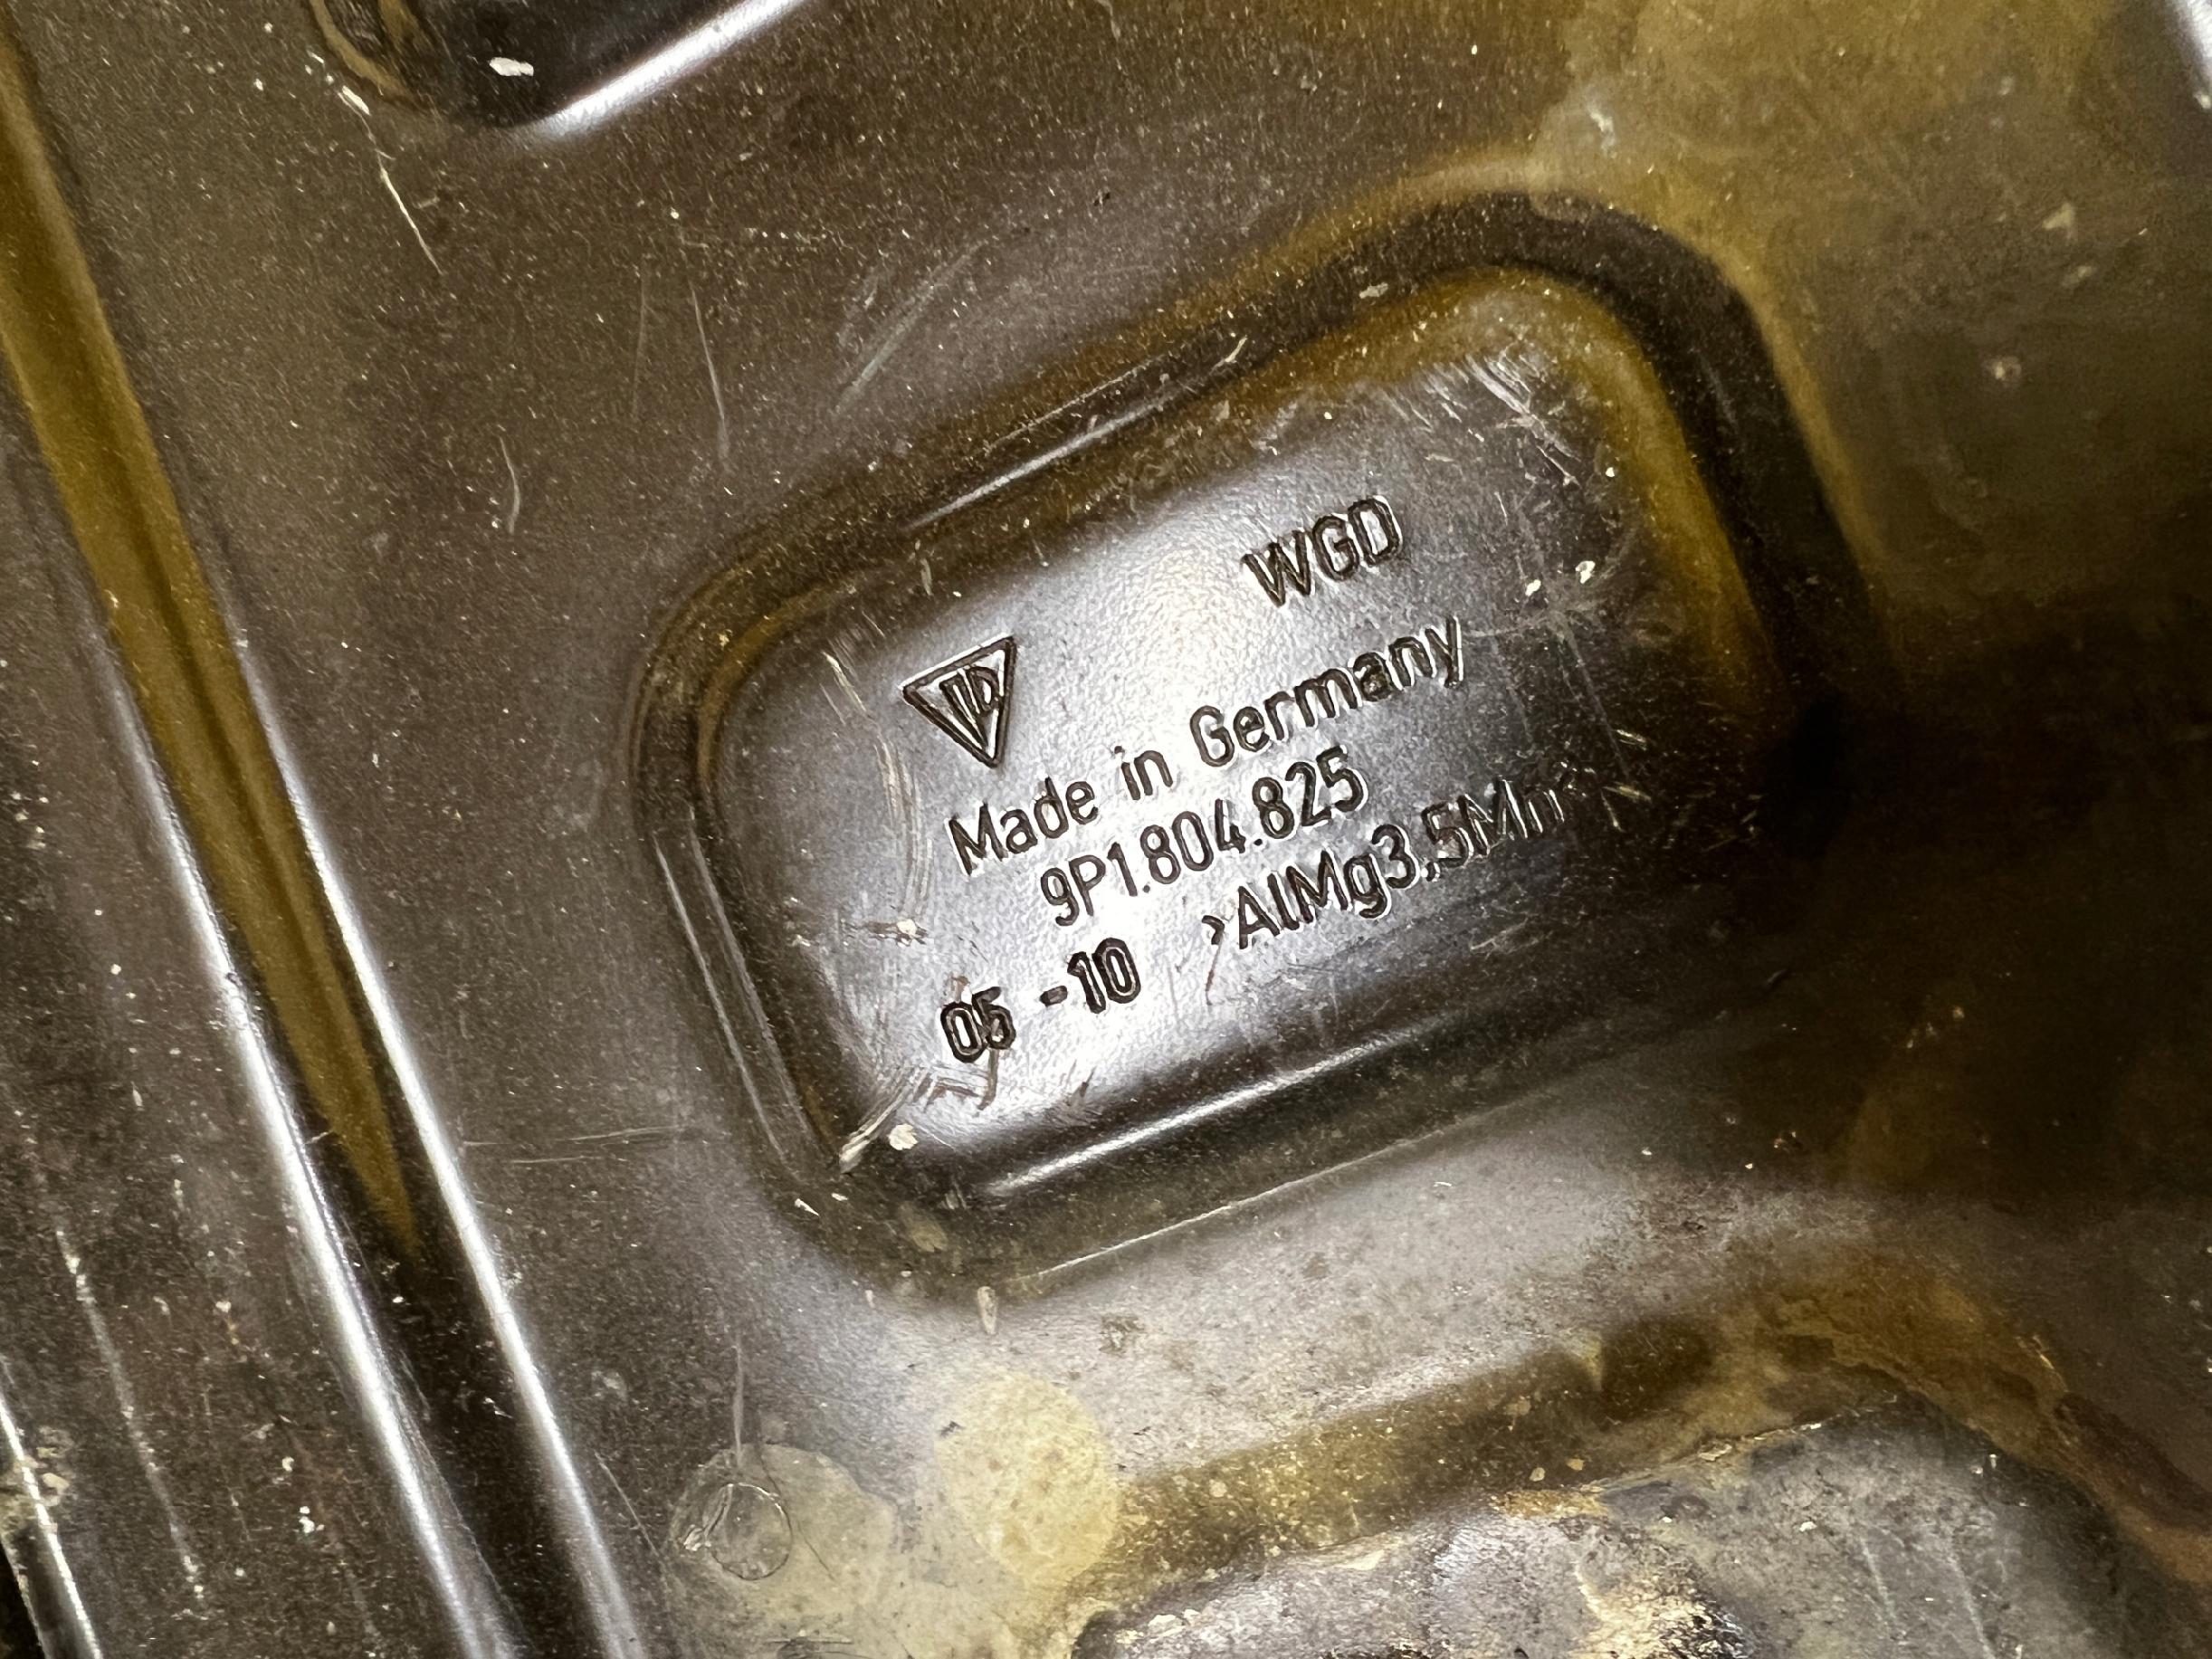 WGD
Made in Germany
9P1.804.825
05 -10 >AlMg3,5Mn<